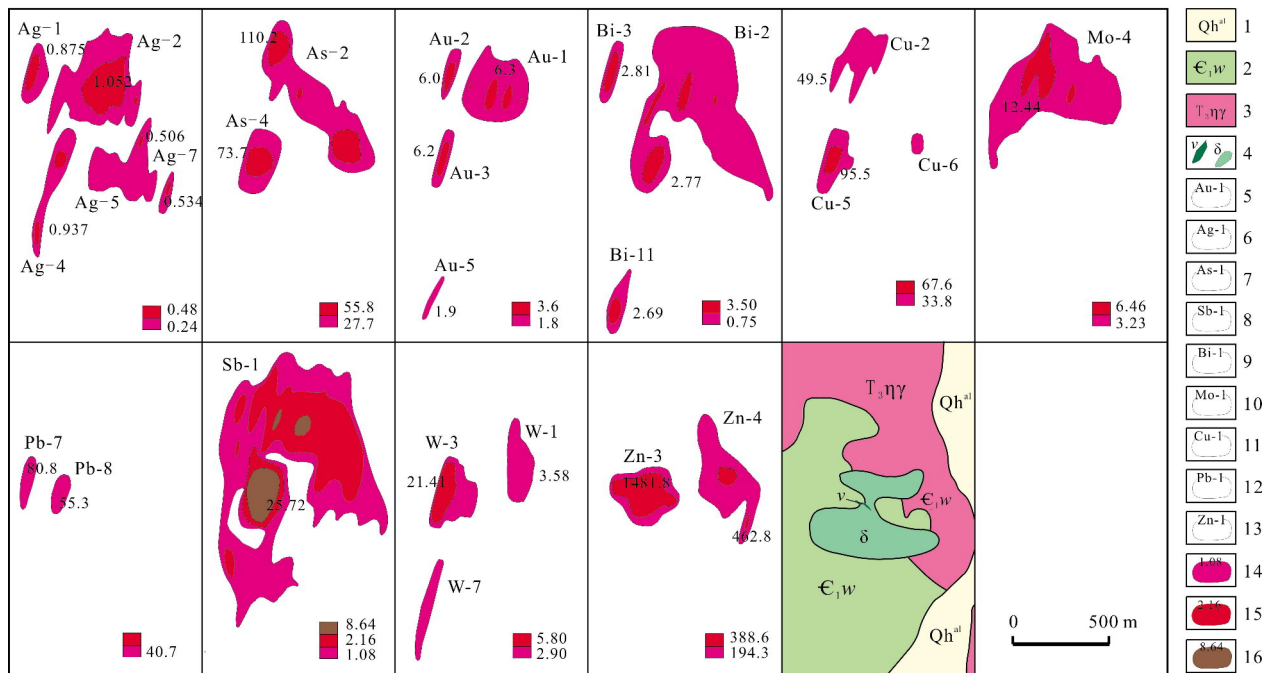 Ag-1
0.875
Ag-2
1.052
0.506
Ag-7
Ag-5
0.534
0.937
Ag-4
0.48
0.24
110.2
As-2
As-4
73.7
55.8
27.7
Au-2
Au-1
6.3
6.0
6.2
Au-3
Au-5
1.9
3.6
1.8
Bi-3
Bi-2
2.81
2.77
Bi-11
2.69
3.50
0.75
Cu-2
49.5
Cu-6
95.5
Cu-5
67.6
33.8
Mo-4
12.44
6.46
3.23
Pb-7
80.8
Pb-8
55.3
40.7
Sb-1
25.72
8.64
2.16
1.08
W-3
W-1
21.41
3.58
W-7
5.80
2.90
Zn-4
Zn-3
1481.8
462.8
388.6
194.3
T₃ηγ
Qhᵃˡ
v
Є₁w
δ
Є₁w
Qhᵃˡ
0 500 m
Qhᵃˡ 1
Є₁w 2
T₃ηγ 3
v δ 4
Au-1 5
Ag-1 6
As-1 7
Sb-1 8
Bi-1 9
Mo-1 10
Cu-1 11
Pb-1 12
Zn-1 13
1.08 14
2.16 15
8.64 16